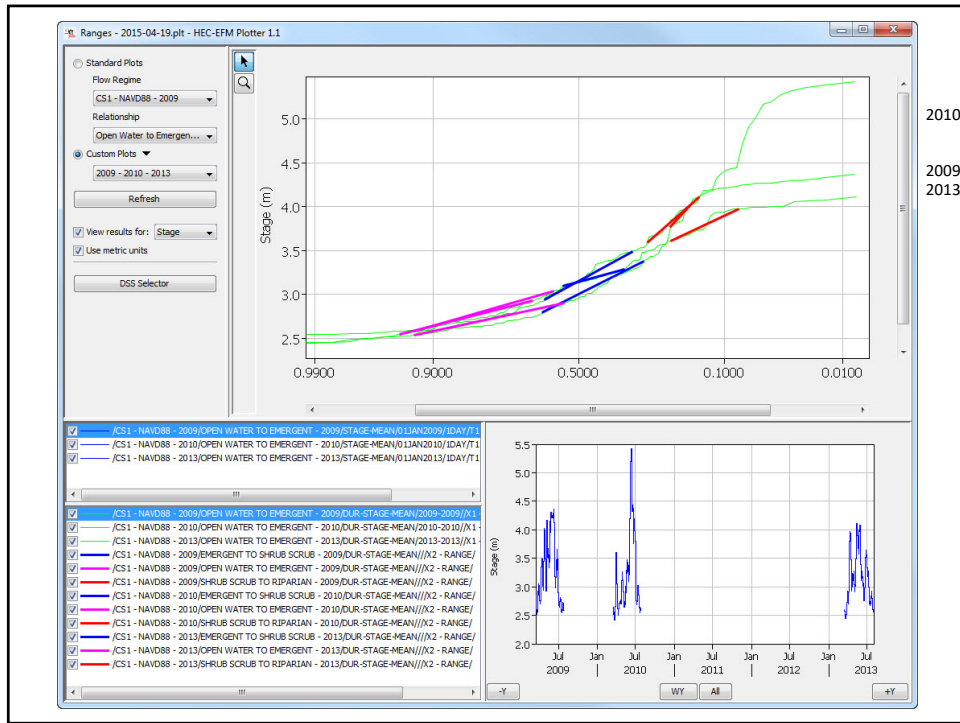 Ranges - 2015-04-19.plt - HEC-EFM Plotter 1.1
Standard Plots
Flow Regime
CS1 - NAVD88 - 2009
Relationship
Open Water to Emergen...
Custom Plots
2009 - 2010 - 2013
Refresh
View results for: Stage
Use metric units
DSS Selector
Stage (m)
5.0
4.5
4.0
3.5
3.0
2.5
0.9900 0.9000 0.5000 0.1000 0.0100
2010
2009
2013
/CS1 - NAVD88 - 2009/OPEN WATER TO EMERGENT - 2009/STAGE-MEAN/01JAN2009/1DAY/T1
/CS1 - NAVD88 - 2010/OPEN WATER TO EMERGENT - 2010/STAGE-MEAN/01JAN2010/1DAY/T1
/CS1 - NAVD88 - 2013/OPEN WATER TO EMERGENT - 2013/STAGE-MEAN/01JAN2013/1DAY/T1
/CS1 - NAVD88 - 2009/OPEN WATER TO EMERGENT - 2009/DUR-STAGE-MEAN/2009-2009//X1 -
/CS1 - NAVD88 - 2010/OPEN WATER TO EMERGENT - 2010/DUR-STAGE-MEAN/2010-2010//X1 -
/CS1 - NAVD88 - 2013/OPEN WATER TO EMERGENT - 2013/DUR-STAGE-MEAN/2013-2013//X1 -
/CS1 - NAVD88 - 2009/EMERGENT TO SHRUB SCRUB - 2009/DUR-STAGE-MEAN///X2 - RANGE/
/CS1 - NAVD88 - 2009/OPEN WATER TO EMERGENT - 2009/DUR-STAGE-MEAN///X2 - RANGE/
/CS1 - NAVD88 - 2009/SHRUB SCRUB TO RIPARIAN - 2009/DUR-STAGE-MEAN///X2 - RANGE/
/CS1 - NAVD88 - 2010/EMERGENT TO SHRUB SCRUB - 2010/DUR-STAGE-MEAN///X2 - RANGE/
/CS1 - NAVD88 - 2010/OPEN WATER TO EMERGENT - 2010/DUR-STAGE-MEAN///X2 - RANGE/
/CS1 - NAVD88 - 2010/SHRUB SCRUB TO RIPARIAN - 2010/DUR-STAGE-MEAN///X2 - RANGE/
/CS1 - NAVD88 - 2013/EMERGENT TO SHRUB SCRUB - 2013/DUR-STAGE-MEAN///X2 - RANGE/
/CS1 - NAVD88 - 2013/OPEN WATER TO EMERGENT - 2013/DUR-STAGE-MEAN///X2 - RANGE/
/CS1 - NAVD88 - 2013/SHRUB SCRUB TO RIPARIAN - 2013/DUR-STAGE-MEAN///X2 - RANGE/
Stage (m)
5.5
5.0
4.5
4.0
3.5
3.0
2.5
2.0
Jul Jan Jul Jan Jul Jan Jul Jan Jul
2009 | 2010 | 2011 | 2012 | 2013
-Y WY All +Y